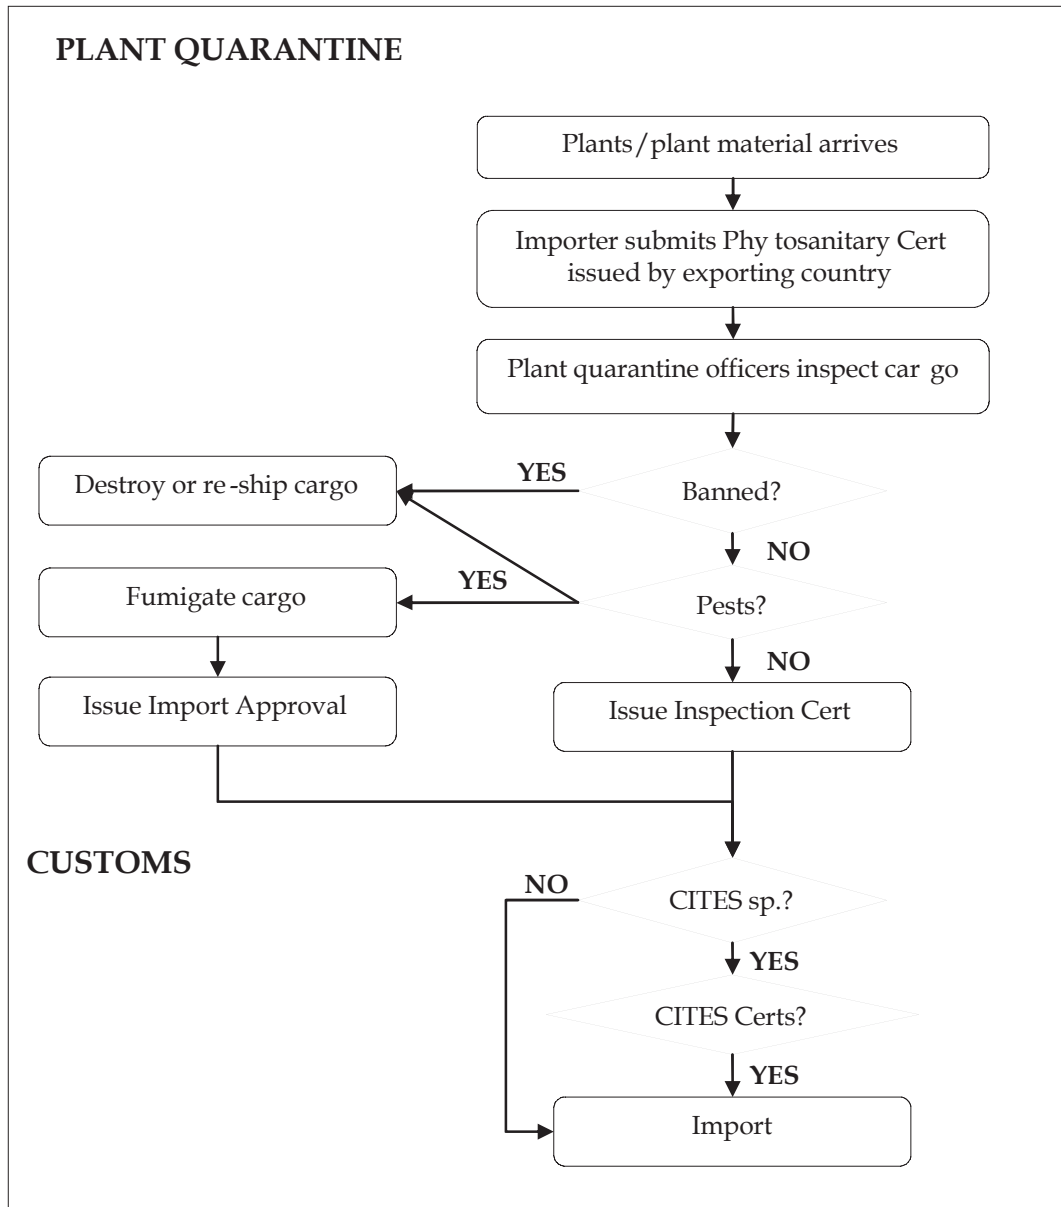 PLANT QUARANTINE
Plants/plant material arrives
Importer submits Phy tosanitary Cert
issued by exporting country
Plant quarantine officers inspect car go
YES
Destroy or re-ship cargo
Banned?
NO
YES
Fumigate cargo
Pests?
NO
Issue Import Approval
Issue Inspection Cert
CUSTOMS
NO
CITES sp.?
YES
CITES Certs?
YES
Import